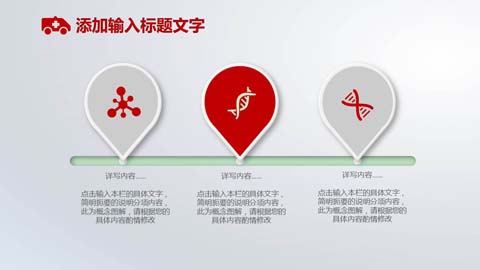 添加输入标题文字
详写内容……
点击输入本栏的具体文字，
简明扼要的说明分项内容，
此为概念图解，请根据您的
具体内容酌情修改
详写内容……
点击输入本栏的具体文字，
简明扼要的说明分项内容，
此为概念图解，请根据您的
具体内容酌情修改
详写内容……
点击输入本栏的具体文字，
简明扼要的说明分项内容，
此为概念图解，请根据您的
具体内容酌情修改